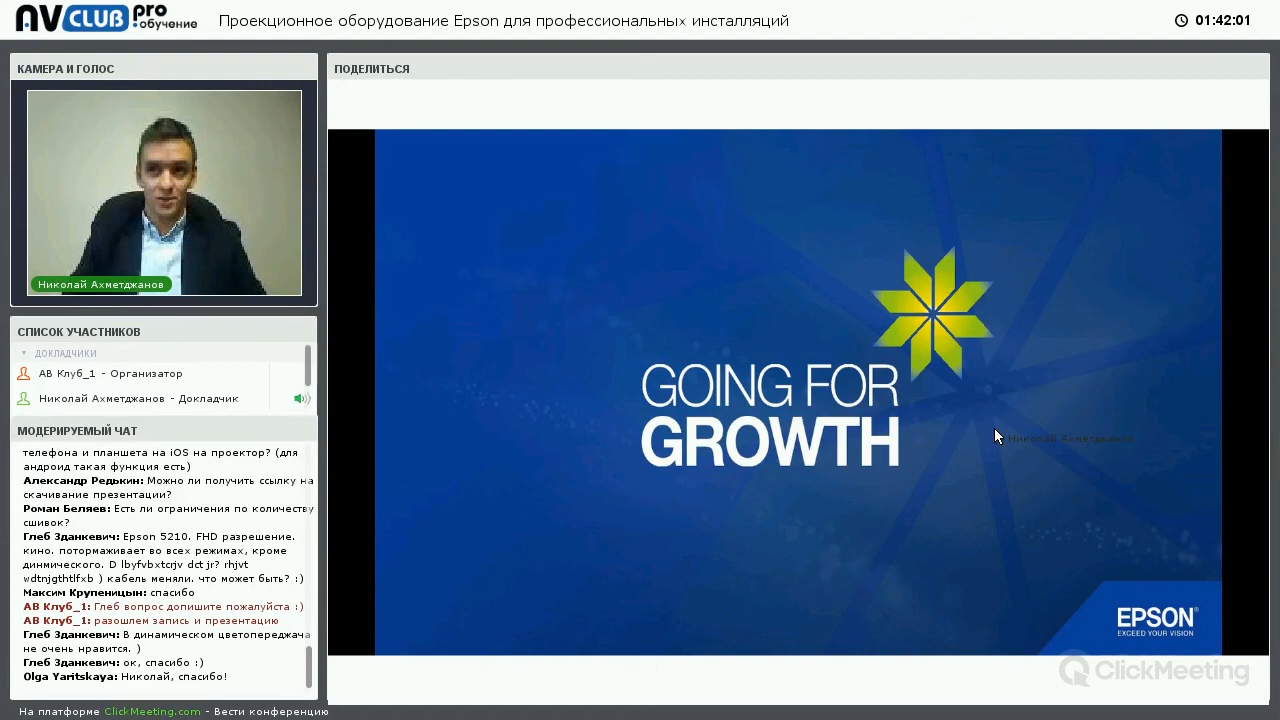 AV CLUB pro .обучение
Проекционное оборудование Epson для профессиональных инсталляций
01:42:01
КАМЕРА И ГОЛОС
Николай Ахметджанов
СПИСОК УЧАСТНИКОВ
ДОКЛАДЧИКИ
АВ Клуб_1 - Организатор
Николай Ахметджанов - Докладчик
МОДЕРИРУЕМЫЙ ЧАТ
телефона и планшета на iOS на проектор? (для
андроид такая функция есть)
Александр Редькин: Можно ли получить ссылку на
скачивание презентации?
Роман Беляев: Есть ли ограничения по количеству
сшивок?
Глеб Зданкевич: Epson 5210. FHD разрешение.
кино. потормаживает во всех режимах, кроме
динмического. D lbyfvbxtcrjv dct jr? rhjvt
wdtnjgthtlfxb ) кабель меняли. что может быть? :)
Максим Крупеницын: спасибо
АВ Клуб_1: Глеб вопрос допишите пожалуйста :)
АВ Клуб_1: разошлем запись и презентацию
Глеб Зданкевич: В динамическом цветопереджача
не очень нравится. )
Глеб Зданкевич: ок, спасибо :)
Olga Yaritskaya: Николай, спасибо!
ПОДЕЛИТЬСЯ
GOING FOR
GROWTH
Николай Ахметджанов
EPSON®
EXCEED YOUR VISION
ClickMeeting
На платформе ClickMeeting.com - Вести конференцию